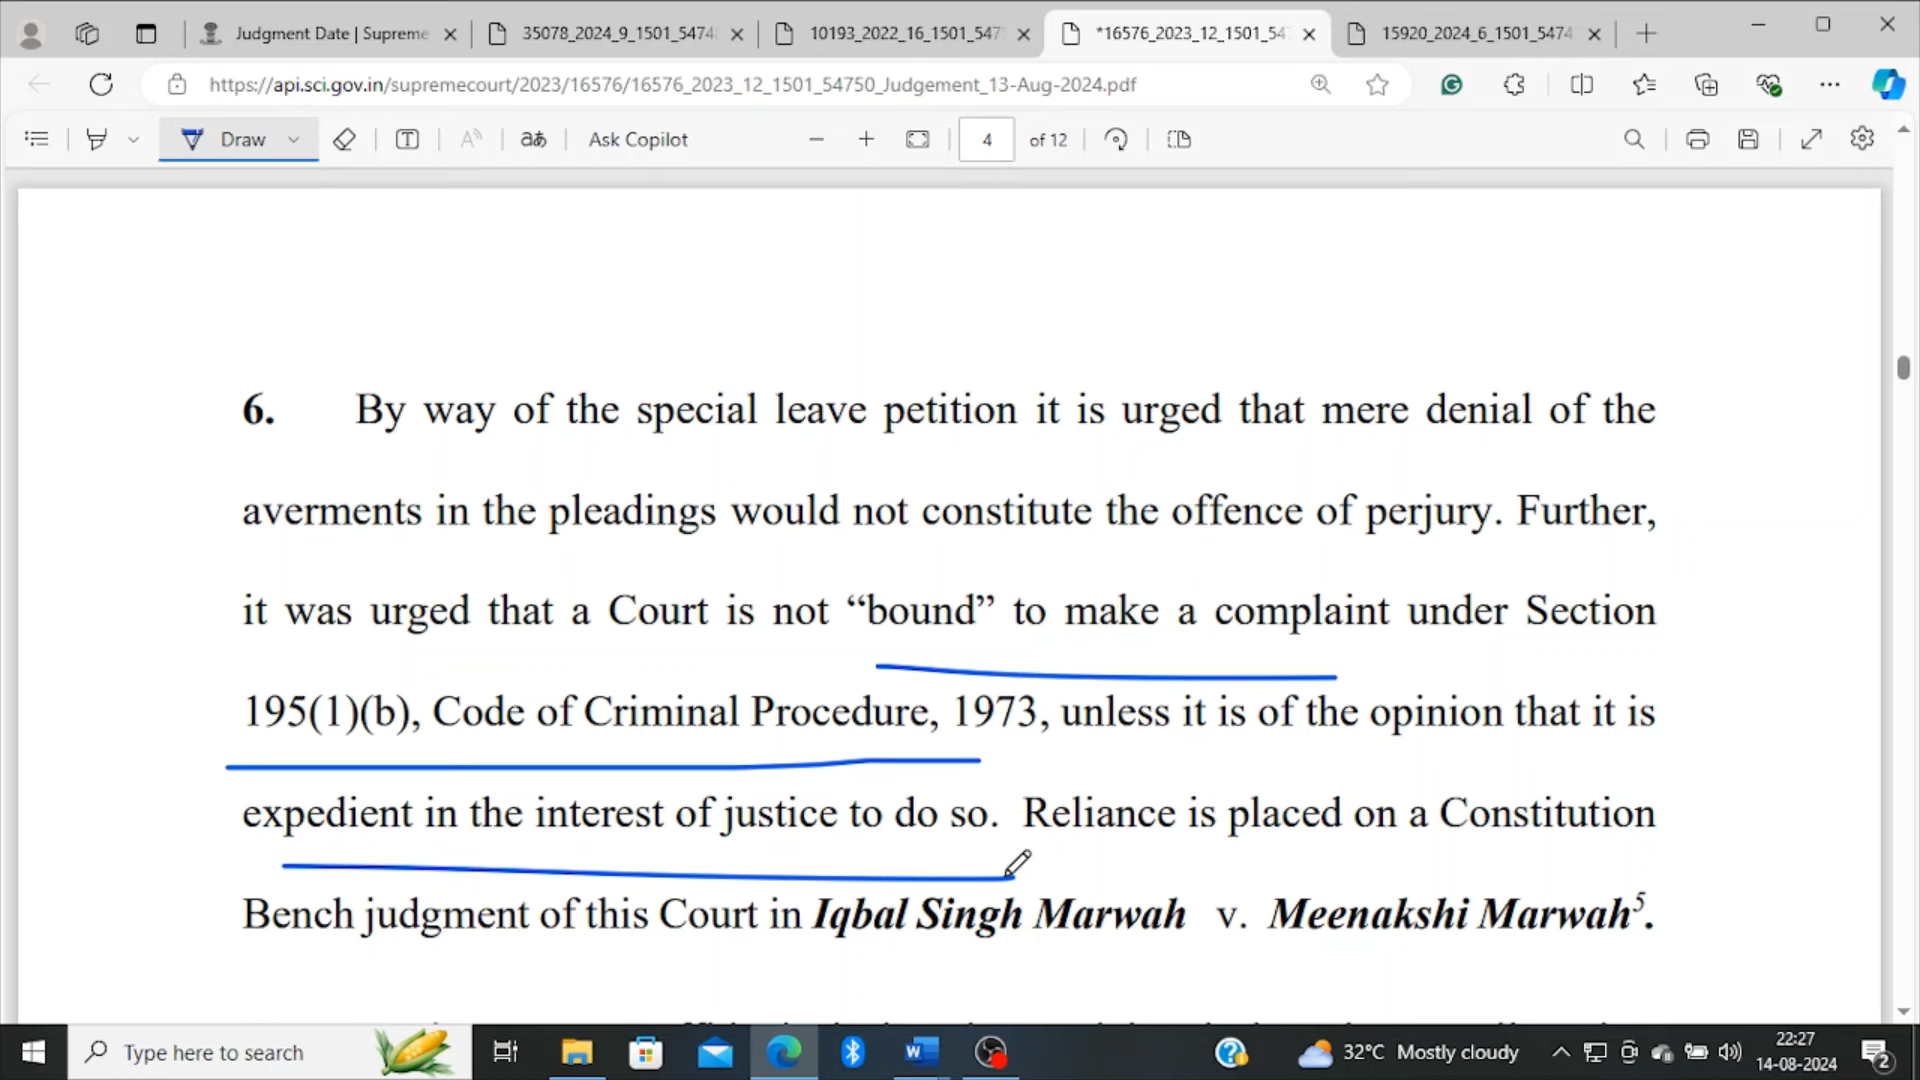 Judgment Date | Supreme
35078_2024_9_1501_5474
10193_2022_16_1501_547
*16576_2023_12_1501_54
15920_2024_6_1501_5474
https://api.sci.gov.in/supremecourt/2023/16576/16576_2023_12_1501_54750_Judgement_13-Aug-2024.pdf
Draw
Ask Copilot
4 of 12
6. By way of the special leave petition it is urged that mere denial of the
averments in the pleadings would not constitute the offence of perjury. Further,
it was urged that a Court is not “bound” to make a complaint under Section
195(1)(b), Code of Criminal Procedure, 1973, unless it is of the opinion that it is
expedient in the interest of justice to do so. Reliance is placed on a Constitution
Bench judgment of this Court in Iqbal Singh Marwah v. Meenakshi Marwah5.
Type here to search
32°C Mostly cloudy
22:27
14-08-2024
2